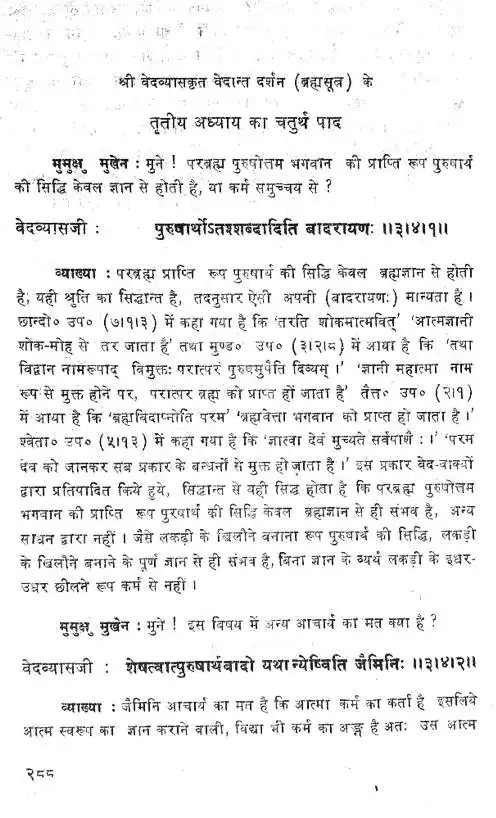 श्री वेदव्यासकृत वेदान्त दर्शन (ब्रह्मसूत्र) के
तृतीय अध्याय का चतुर्थ पाद
मुमुक्षु मुखेन : मुने ! परब्रह्म पुरुषोत्तम भगवान की प्राप्ति रूप पुरुषार्थ
की सिद्धि केवल ज्ञान से होती है, या कर्म समुच्चय से ?
वेदव्यासजी : पुरुषार्थोऽतश्शब्दादिति बादरायणः ॥३।४।१॥
व्याख्या : परब्रह्म प्राप्ति रूप पुरुषार्थ की सिद्धि केवल ब्रह्मज्ञान से होती
है, यही श्रुति का सिद्धान्त है, तदनुसार ऐसी अपनी (बादरायणः) मान्यता है ।
छान्दो० उप० (७।१।३) में कहा गया है कि ‘तरति शोकमात्मवित्’ ‘आत्मज्ञानी
शोक-मोह से तर जाता है’ तथा मुण्ड० उप० (३।२।८) में आया है कि ‘तथा
विद्वान नामरूपाद् विमुक्तः परात्परं पुरुषमुपैति दिव्यम् ।’ ‘ज्ञानी महात्मा नाम
रूप से मुक्त होने पर, परात्पर ब्रह्म को प्राप्त हों जाता है’ तैत्त० उप० (२।१)
में आया है कि ‘ब्रह्मविदाप्नोति परम’ ‘ब्रह्मवेत्ता भगवान को प्राप्त हो जाता है ।’
श्वेता० उप० (५।१३) में कहा गया है कि ‘ज्ञात्वा देवं मुच्यते सर्वपाशैः ।’ ‘परम
देव को जानकर सब प्रकार के बन्धनों से मुक्त हो जाता है ।’ इस प्रकार वेद-वाक्यों
द्वारा प्रतिपादित किये हुये, सिद्धान्त से यही सिद्ध होता है कि परब्रह्म पुरुषोत्तम
भगवान की प्राप्ति रूप पुरषार्थ की सिद्धि केवल ब्रह्मज्ञान से ही संभव है, अन्य
साधन द्वारा नहीं । जैसे लकड़ी के खिलौने बनाना रूप पुरुषार्थ की सिद्धि, लकड़ी
के खिलौने बनाने के पूर्ण ज्ञान से ही संभव है, बिना ज्ञान के व्यर्थ लकड़ी के इधर-
उधर छीलने रूप कर्म से नहीं ।
मुमुक्षु मुखेन : मुने ! इस विषय में अन्य आचार्य का मत क्या है ?
वेदव्यासजी : शेषत्वात्पुरुषार्थबादो यथान्येष्विति जैमिनिः ॥३।४।२॥
व्याख्या : जैमिनि आचार्य का मत है कि आत्मा कर्म का कर्ता है इसलिये
आत्म स्वरूप का ज्ञान कराने वाली, विद्या भी कर्म का अङ्ग है अतः उस आत्म
२८८